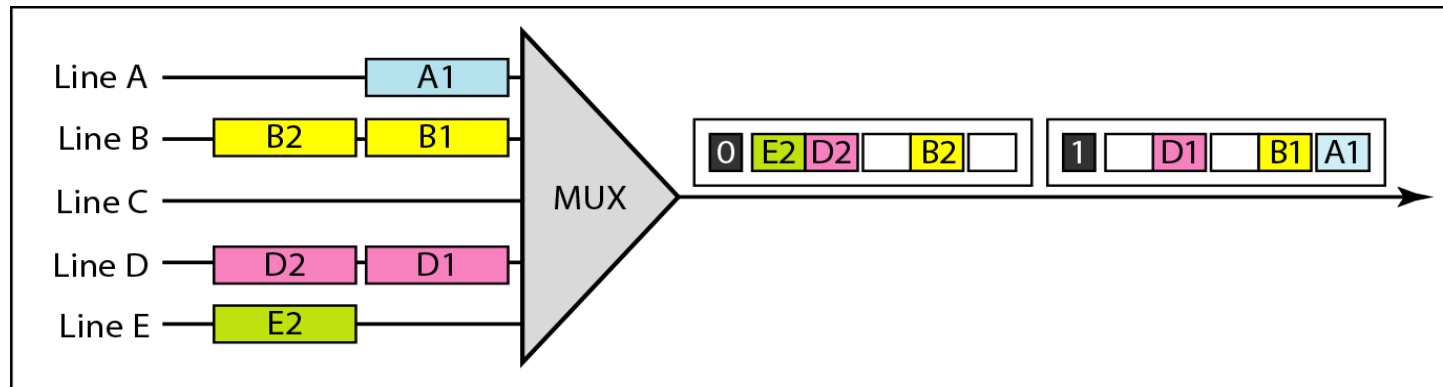 Line A A1
Line B B2 B1
Line C
Line D D2 D1
Line E E2
MUX
0 E2 D2 B2 1 D1 B1 A1